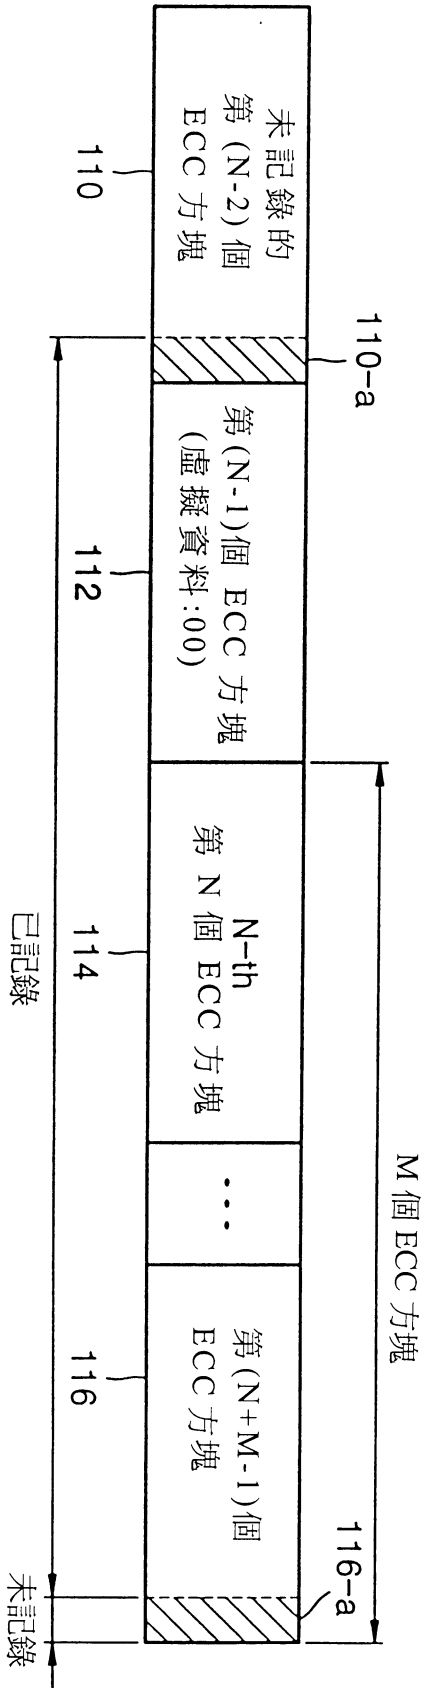 M 個 ECC 方塊
110-a
116-a
未記錄的
第 (N-2) 個
ECC 方塊
第(N-1)個 ECC 方塊
(虛擬資料:00)
N-th
第 N 個 ECC 方塊
•••
第(N+M-1)個
ECC 方塊
110
112
114
116
已記錄
未記錄